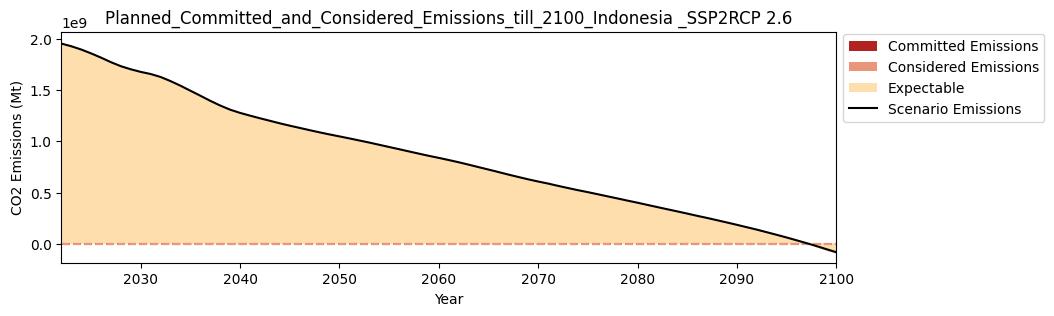 Planned_Committed_and_Considered_Emissions_till_2100_Indonesia _SSP2RCP 2.6
1e9
2.0
1.5
1.0
0.5
0.0
CO2 Emissions (Mt)
2030 2040 2050 2060 2070 2080 2090 2100
Year
Committed Emissions
Considered Emissions
Expectable
Scenario Emissions